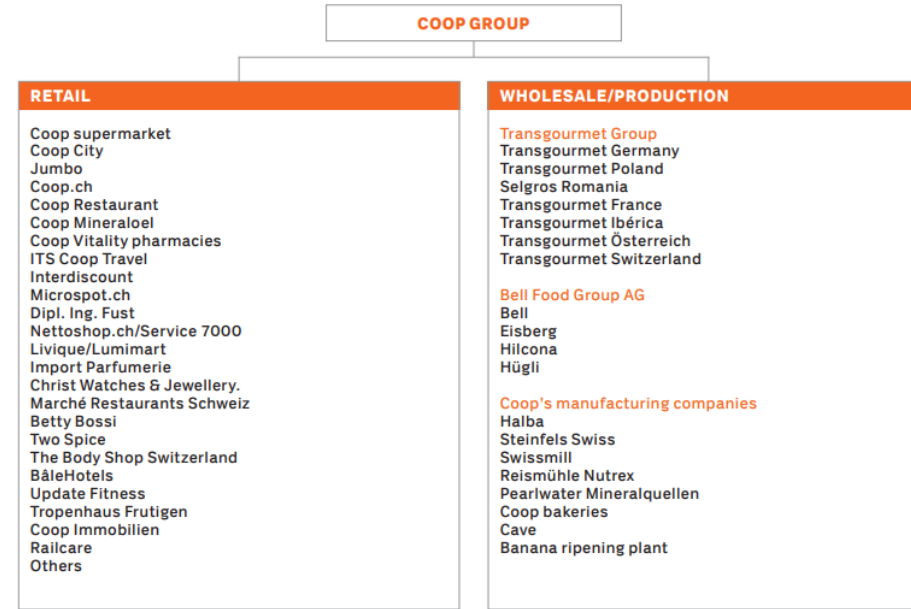 COOP GROUP
RETAIL
Coop supermarket
Coop City
Jumbo
Coop.ch
Coop Restaurant
Coop Mineraloel
Coop Vitality pharmacies
ITS Coop Travel
Interdiscount
Microspot.ch
Dipl. Ing. Fust
Nettoshop.ch/Service 7000
Livique/Lumimart
Import Parfumerie
Christ Watches & Jewellery.
Marché Restaurants Schweiz
Betty Bossi
Two Spice
The Body Shop Switzerland
BâleHotels
Update Fitness
Tropenhaus Frutigen
Coop Immobilien
Railcare
Others
WHOLESALE/PRODUCTION
Transgourmet Group
Transgourmet Germany
Transgourmet Poland
Selgros Romania
Transgourmet France
Transgourmet Ibérica
Transgourmet Österreich
Transgourmet Switzerland
Bell Food Group AG
Bell
Eisberg
Hilcona
Hügli
Coop's manufacturing companies
Halba
Steinfels Swiss
Swissmill
Reismühle Nutrex
Pearlwater Mineralquellen
Coop bakeries
Cave
Banana ripening plant